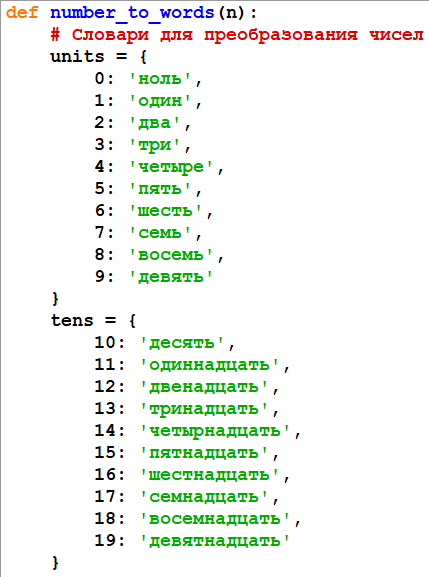 def number_to_words(n):
    # Словари для преобразования чисел
    units = {
        0: 'ноль',
        1: 'один',
        2: 'два',
        3: 'три',
        4: 'четыре',
        5: 'пять',
        6: 'шесть',
        7: 'семь',
        8: 'восемь',
        9: 'девять'
    }
    tens = {
        10: 'десять',
        11: 'одиннадцать',
        12: 'двенадцать',
        13: 'тринадцать',
        14: 'четырнадцать',
        15: 'пятнадцать',
        16: 'шестнадцать',
        17: 'семнадцать',
        18: 'восемнадцать',
        19: 'девятнадцать'
    }